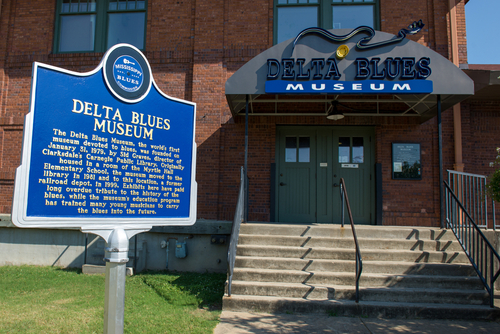 MISSISSIPPI
BLUES
DELTA BLUES
MUSEUM
The Delta Blues Museum, the world's first
museum devoted to blues, was founded on
January 31, 1979, by Sid Graves, director of
Clarksdale's Carnegie Public Library. Originally
housed in a room of the Myrtle Hall
Elementary School, the museum moved to the
library in 1981 and to this location, a former
railroad depot, in 1999. Exhibits here have paid
long overdue tribute to the history of the
blues, while the museum's education program
has trained many young musicians to carry
the blues into the future.
DELTA BLUES
MUSEUM